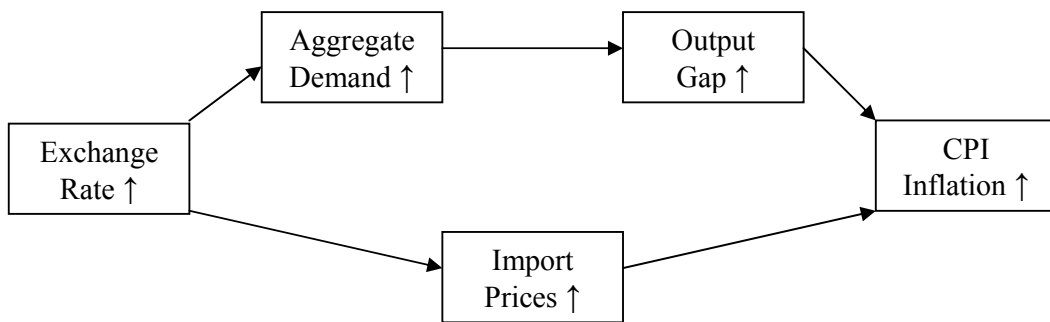 Aggregate
Demand ↑
Output
Gap ↑
Exchange
Rate ↑
CPI
Inflation ↑
Import
Prices ↑